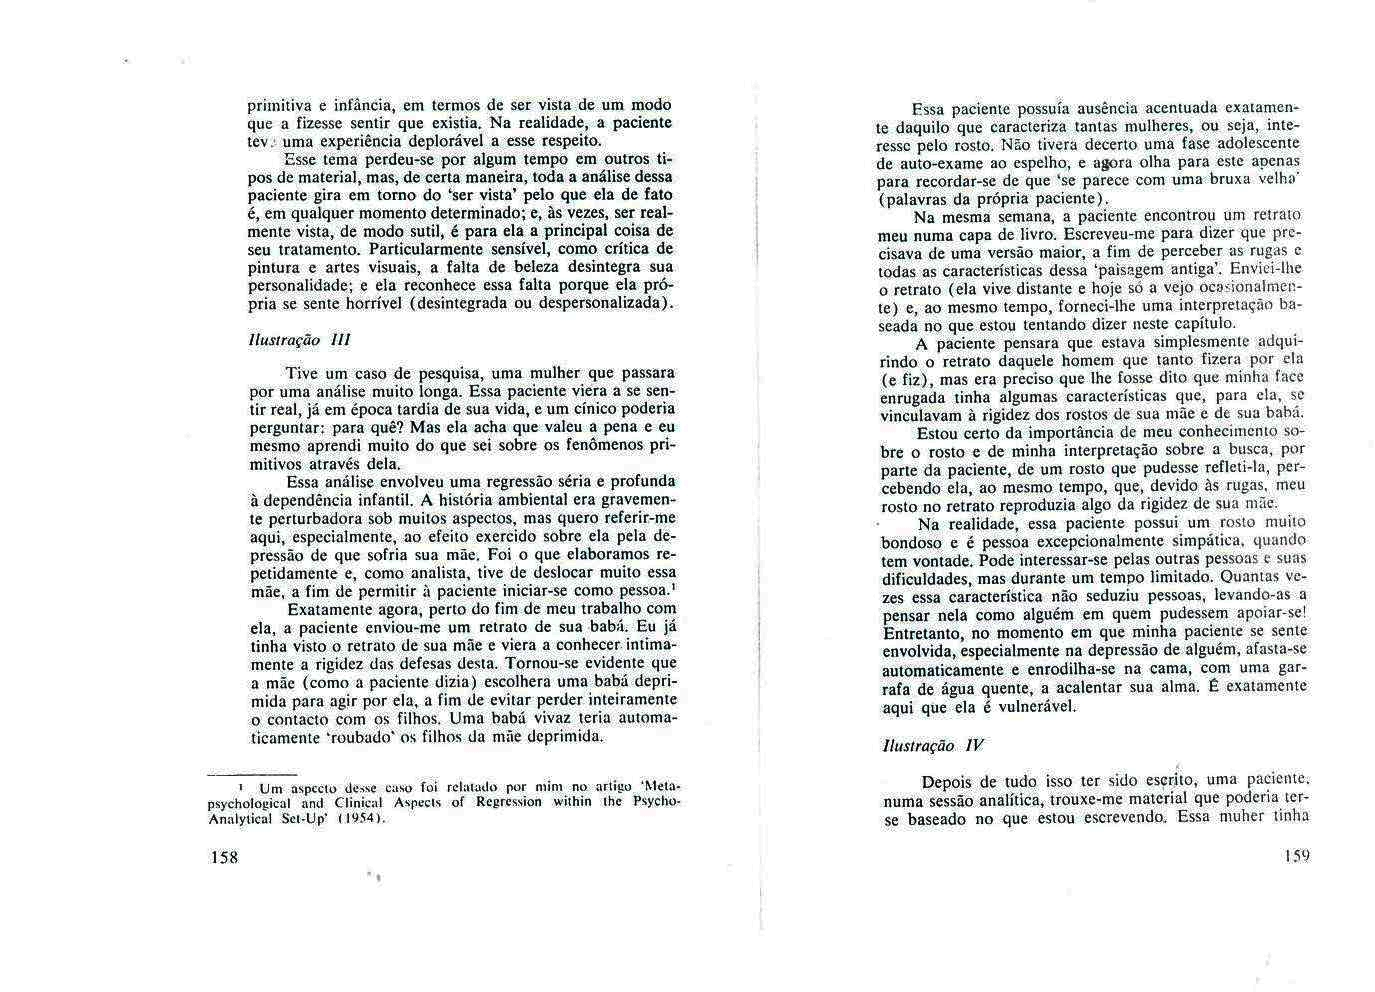 primitiva e infância, em termos de ser vista de um modo
que a fizesse sentir que existia. Na realidade, a paciente
tev. uma experiência deplorável a esse respeito.
Esse tema perdeu-se por algum tempo em outros ti-
pos de material, mas, de certa maneira, toda a análise dessa
paciente gira em torno do ‘ser vista’ pelo que ela de fato
é, em qualquer momento determinado; e, às vezes, ser real-
mente vista, de modo sutil, é para ela a principal coisa de
seu tratamento. Particularmente sensível, como crítica de
pintura e artes visuais, a falta de beleza desintegra sua
personalidade; e ela reconhece essa falta porque ela pró-
pria se sente horrível (desintegrada ou despersonalizada).
Ilustração III
Tive um caso de pesquisa, uma mulher que passara
por uma análise muito longa. Essa paciente viera a se sen-
tir real, já em época tardia de sua vida, e um cínico poderia
perguntar: para quê? Mas ela acha que valeu a pena e eu
mesmo aprendi muito do que sei sobre os fenômenos pri-
mitivos através dela.
Essa análise envolveu uma regressão séria e profunda
à dependência infantil. A história ambiental era gravemen-
te perturbadora sob muitos aspectos, mas quero referir-me
aqui, especialmente, ao efeito exercido sobre ela pela de-
pressão de que sofria sua mãe. Foi o que elaboramos re-
petidamente e, como analista, tive de deslocar muito essa
mãe, a fim de permitir à paciente iniciar-se como pessoa.¹
Exatamente agora, perto do fim de meu trabalho com
ela, a paciente enviou-me um retrato de sua babá. Eu já
tinha visto o retrato de sua mãe e viera a conhecer intima-
mente a rigidez das defesas desta. Tornou-se evidente que
a mãe (como a paciente dizia) escolhera uma babá depri-
mida para agir por ela, a fim de evitar perder inteiramente
o contacto com os filhos. Uma babá vivaz teria automa-
ticamente ‘roubado’ os filhos da mãe deprimida.
¹ Um aspecto desse caso foi relatado por mim no artigo ‘Meta-
psychological and Clinical Aspects of Regression within the Psycho-
Analytical Set-Up’ (1954).
158
Essa paciente possuía ausência acentuada exatamen-
te daquilo que caracteriza tantas mulheres, ou seja, inte-
resse pelo rosto. Não tivera decerto uma fase adolescente
de auto-exame ao espelho, e agora olha para este apenas
para recordar-se de que ‘se parece com uma bruxa velha’
(palavras da própria paciente).
Na mesma semana, a paciente encontrou um retrato
meu numa capa de livro. Escreveu-me para dizer que pre-
cisava de uma versão maior, a fim de perceber as rugas e
todas as características dessa ‘paisagem antiga’. Enviei-lhe
o retrato (ela vive distante e hoje só a vejo ocasionalmen-
te) e, ao mesmo tempo, forneci-lhe uma interpretação ba-
seada no que estou tentando dizer neste capítulo.
A paciente pensara que estava simplesmente adqui-
rindo o retrato daquele homem que tanto fizera por ela
(e fiz), mas era preciso que lhe fosse dito que minha face
enrugada tinha algumas características que, para ela, se
vinculavam à rigidez dos rostos de sua mãe e de sua babá.
Estou certo da importância de meu conhecimento so-
bre o rosto e de minha interpretação sobre a busca, por
parte da paciente, de um rosto que pudesse refleti-la, per-
cebendo ela, ao mesmo tempo, que, devido às rugas, meu
rosto no retrato reproduzia algo da rigidez de sua mãe.
Na realidade, essa paciente possui um rosto muito
bondoso e é pessoa excepcionalmente simpática, quando
tem vontade. Pode interessar-se pelas outras pessoas e suas
dificuldades, mas durante um tempo limitado. Quantas ve-
zes essa característica não seduziu pessoas, levando-as a
pensar nela como alguém em quem pudessem apoiar-se!
Entretanto, no momento em que minha paciente se sente
envolvida, especialmente na depressão de alguém, afasta-se
automaticamente e enrodilha-se na cama, com uma gar-
rafa de água quente, a acalentar sua alma. É exatamente
aqui que ela é vulnerável.
Ilustração IV
Depois de tudo isso ter sido escrito, uma paciente,
numa sessão analítica, trouxe-me material que poderia ter-
se baseado no que estou escrevendo. Essa muher tinha
159